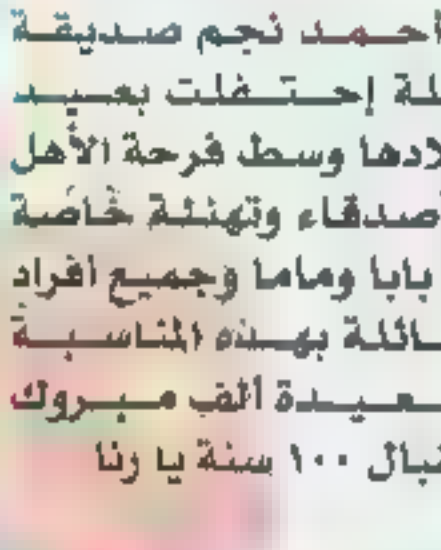 احمد نجم صديقة
لة إحتفلت بعيد
لادها وسط فرحة الأهل
أصدقاء وتهنئة خاصة
بابا وماما وجميع افراد
ائلة بهذه المناسبة
عيدة الف مبروك
بال ١٠٠ سنة يا رنا